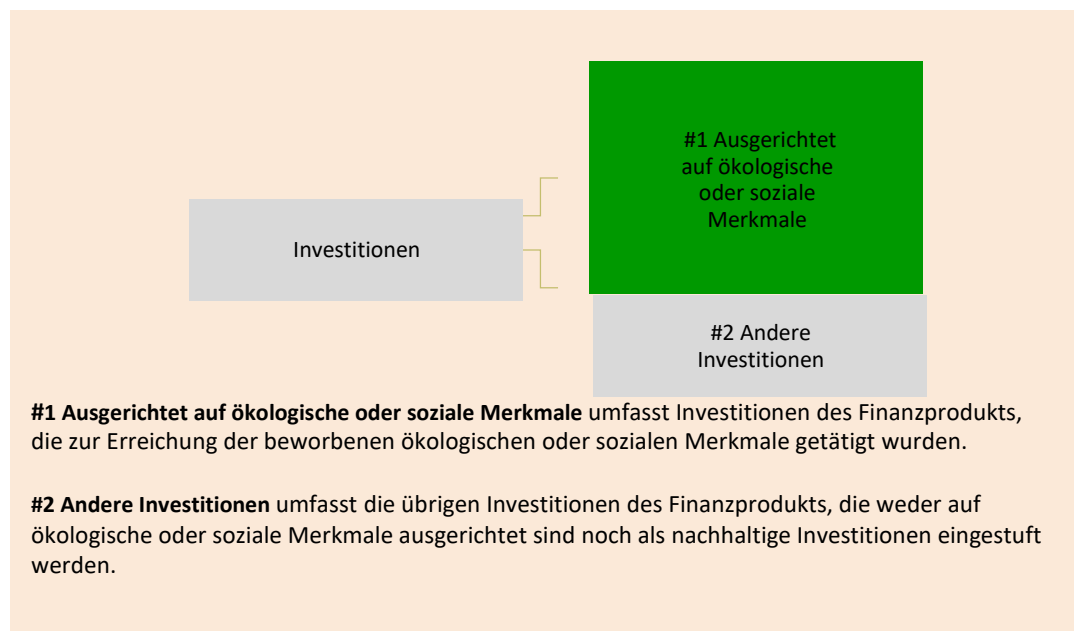 #1 Ausgerichtet
auf ökologische
oder soziale
Merkmale
Investitionen
#2 Andere
Investitionen
#1 Ausgerichtet auf ökologische oder soziale Merkmale umfasst Investitionen des Finanzprodukts,
die zur Erreichung der beworbenen ökologischen oder sozialen Merkmale getätigt wurden.
#2 Andere Investitionen umfasst die übrigen Investitionen des Finanzprodukts, die weder auf
ökologische oder soziale Merkmale ausgerichtet sind noch als nachhaltige Investitionen eingestuft
werden.